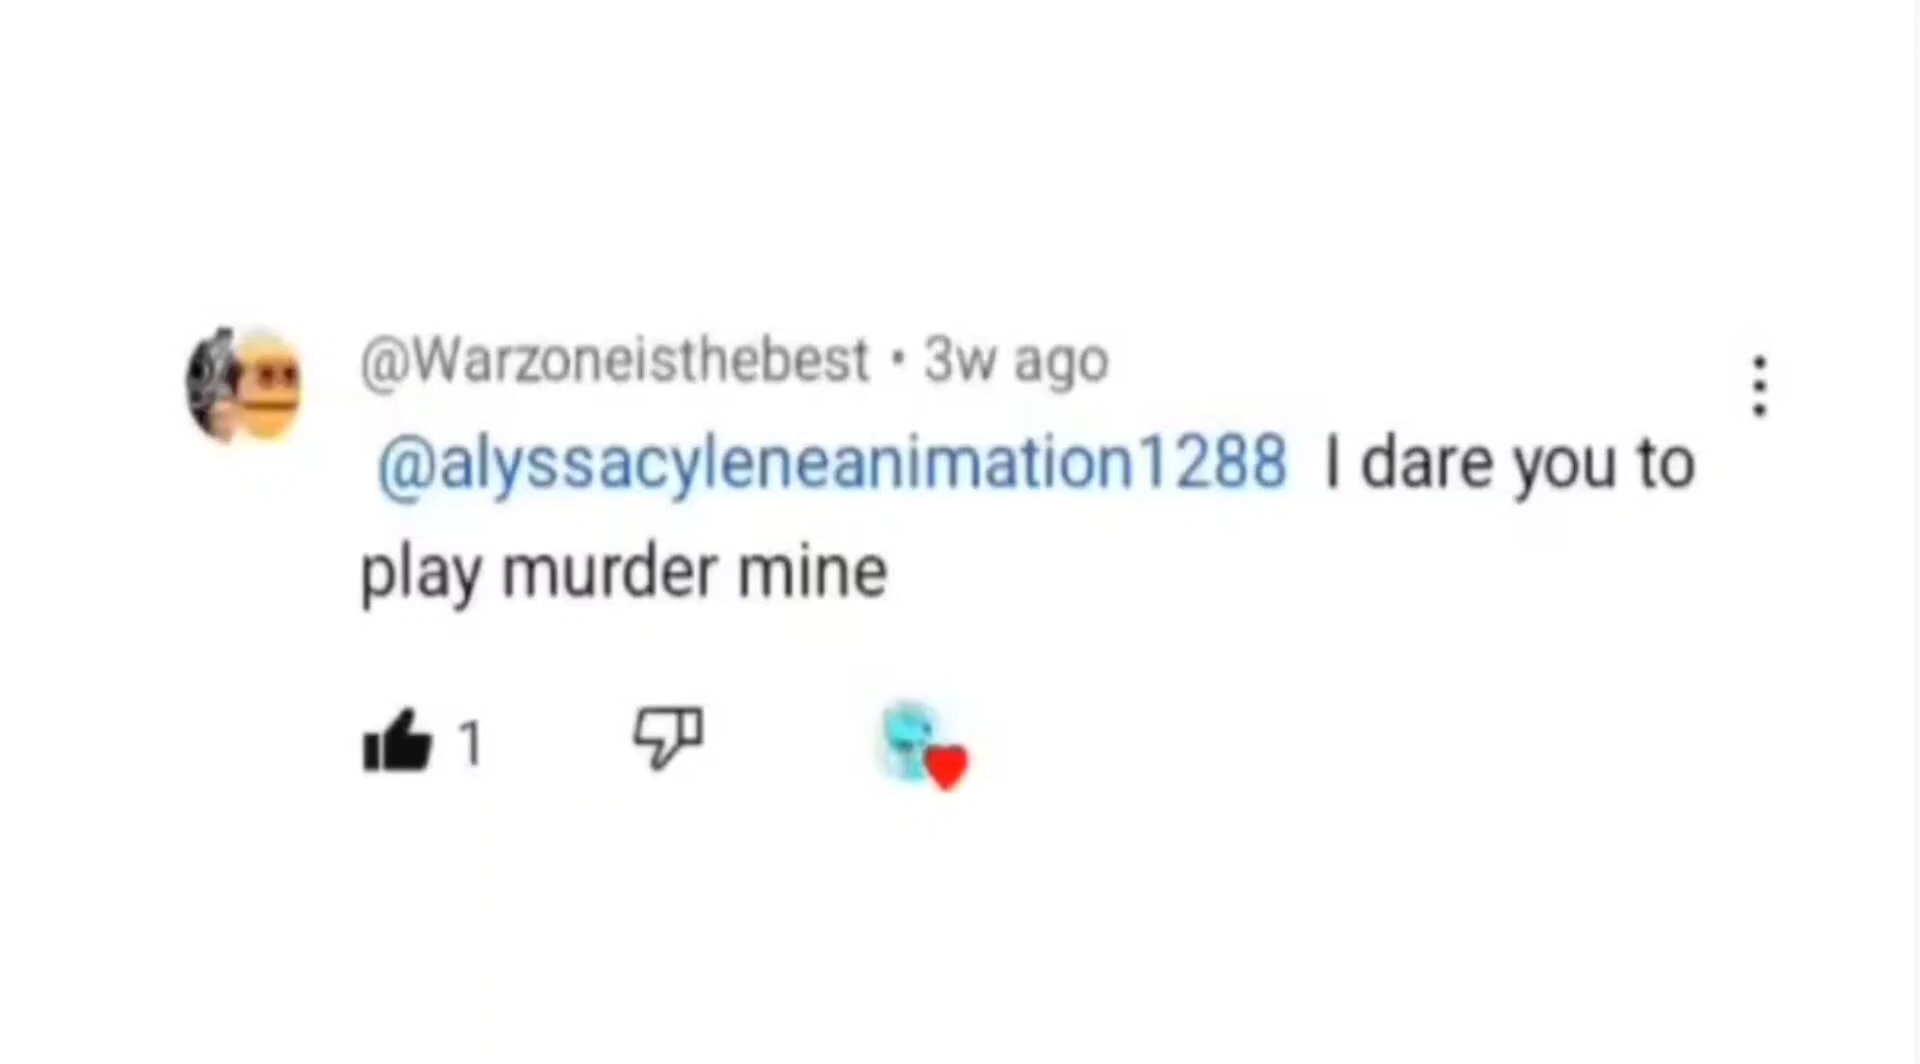 @Warzoneisthebest • 3w ago
@alyssacyleneanimation1288 I dare you to
play murder mine
1